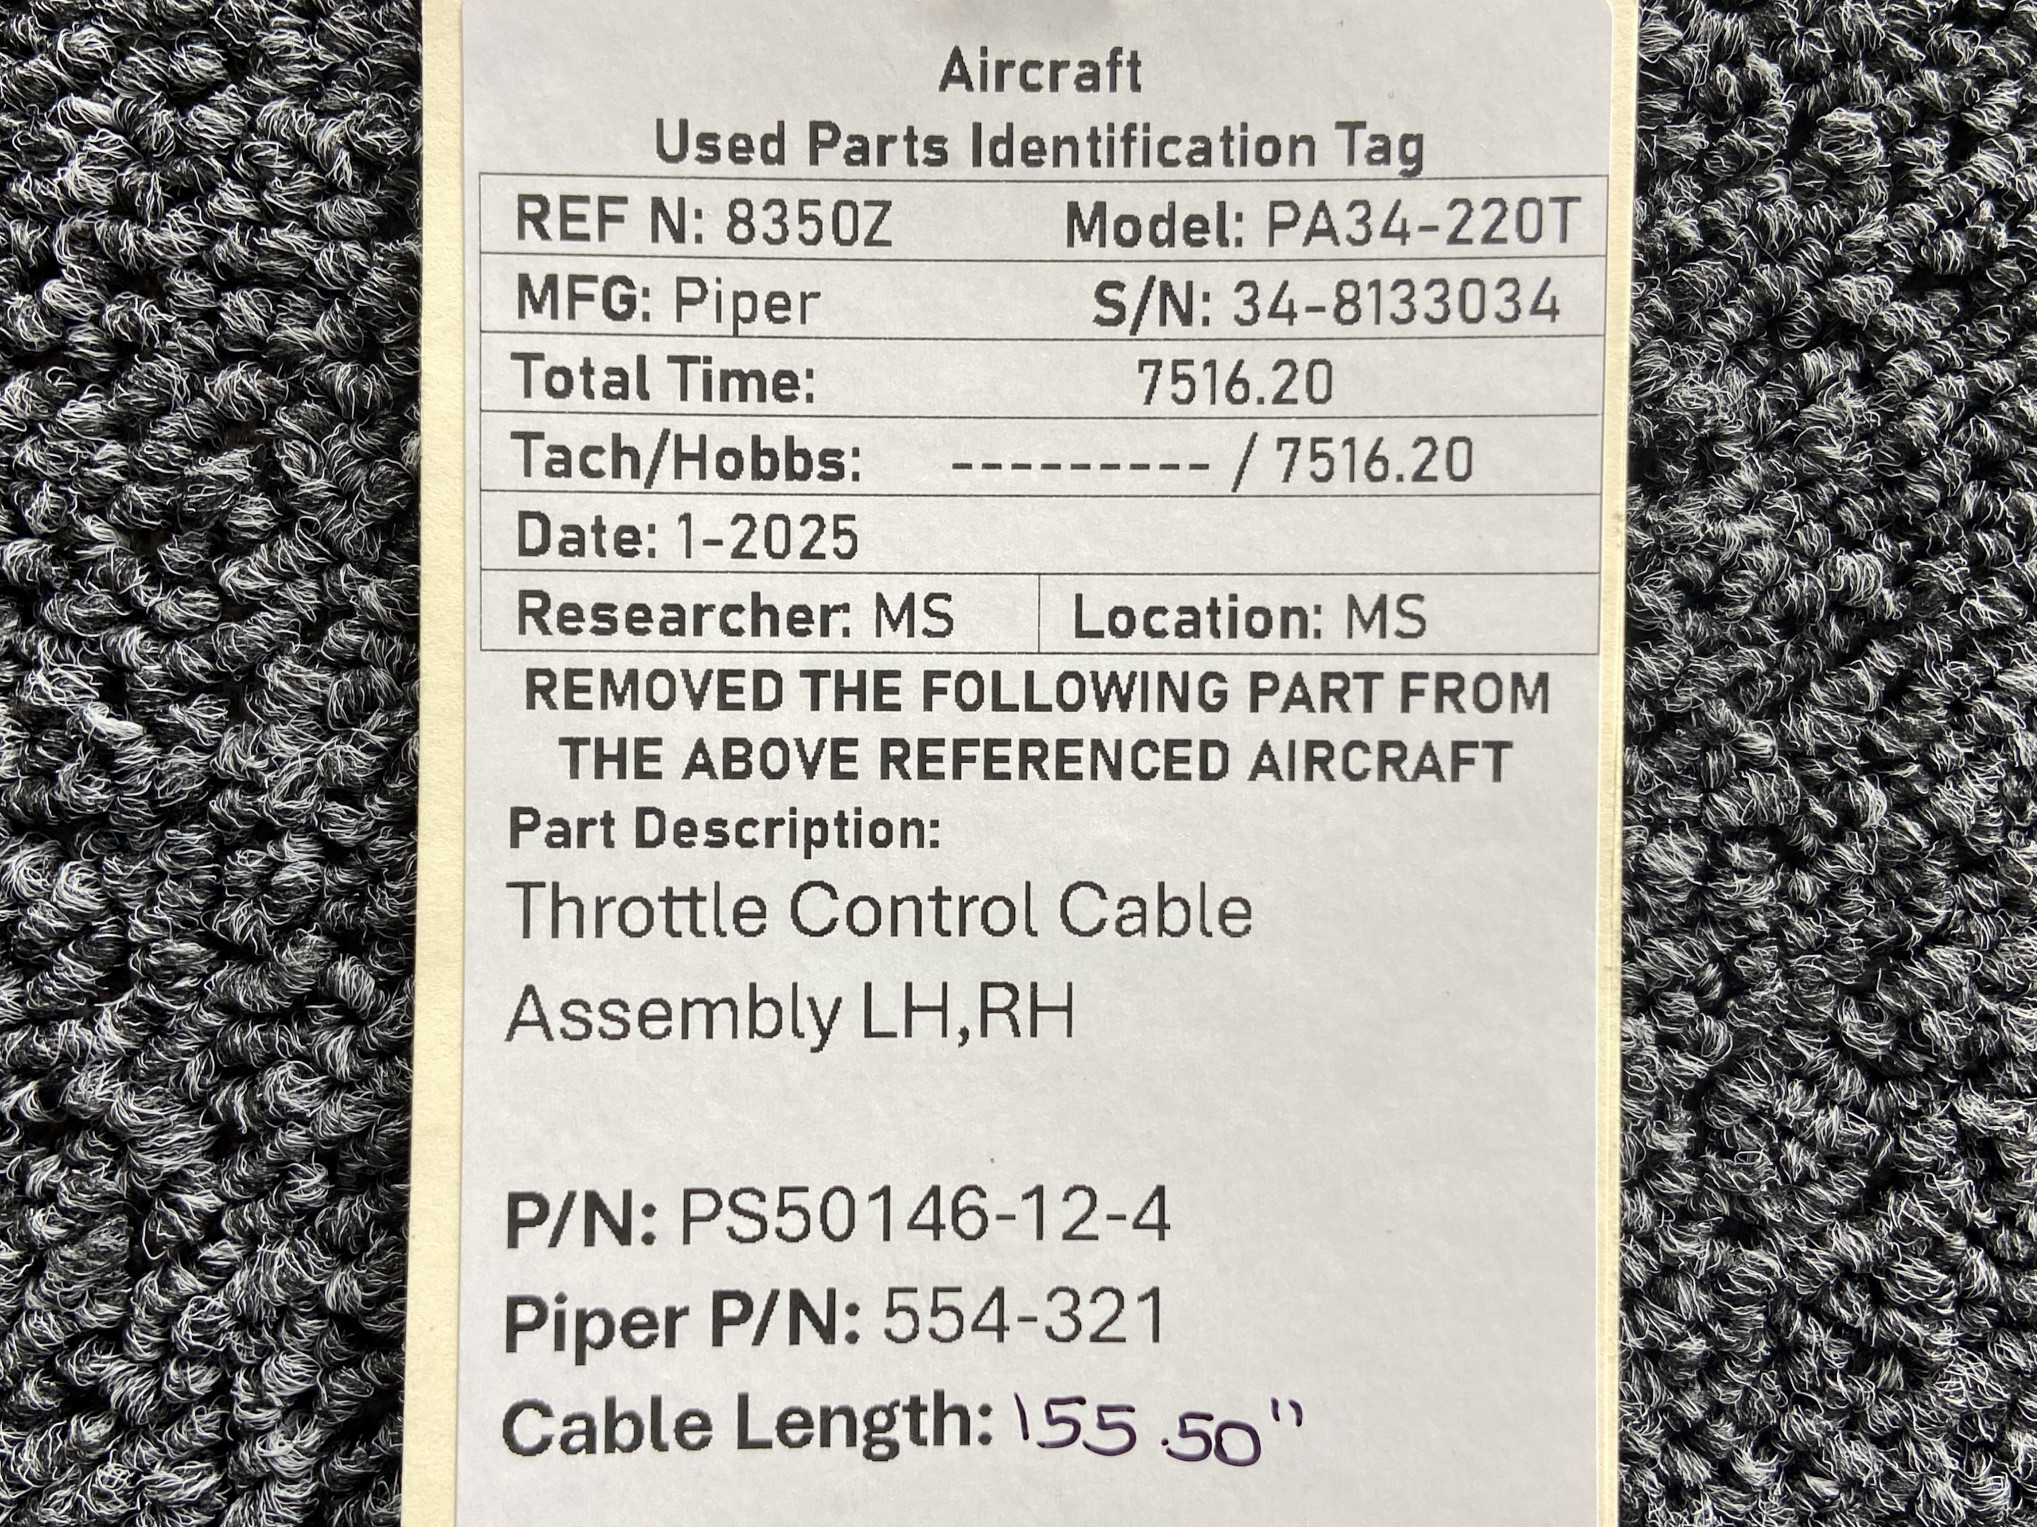 Aircraft
Used Parts Identification Tag
REF N: 8350Z Model: PA34-220T
MFG: Piper S/N: 34-8133034
Total Time: 7516.20
Tach/Hobbs: --------- / 7516.20
Date: 1-2025
Researcher: MS Location: MS
REMOVED THE FOLLOWING PART FROM
THE ABOVE REFERENCED AIRCRAFT
Part Description:
Throttle Control Cable
Assembly LH,RH
P/N: PS50146-12-4
Piper P/N: 554-321
Cable Length: 155.50"